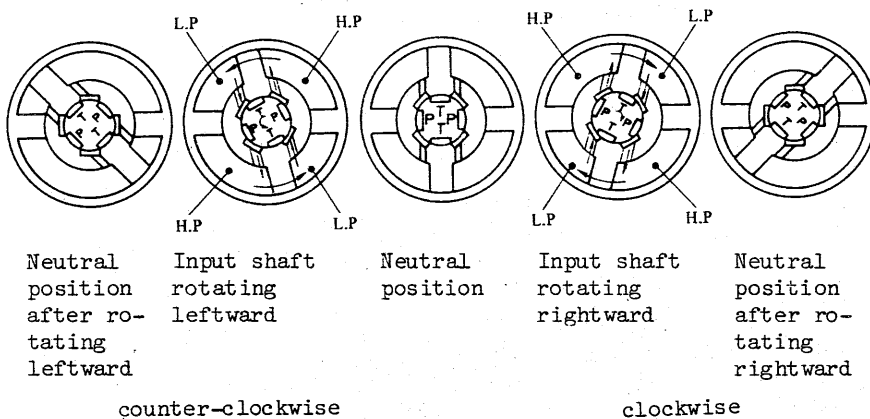 L.P
H.P
H.P
L.P
H.P
L.P
L.P
H.P
T
P
P
T
T
P
P
T
T
P P
T
T
P
P
T
T
P
P
T
Neutral
position
after ro-
tating
leftward
Input shaft
rotating
leftward
Neutral
position
Input shaft
rotating
rightward
Neutral
position
after ro-
tating
rightward
counter-clockwise
clockwise